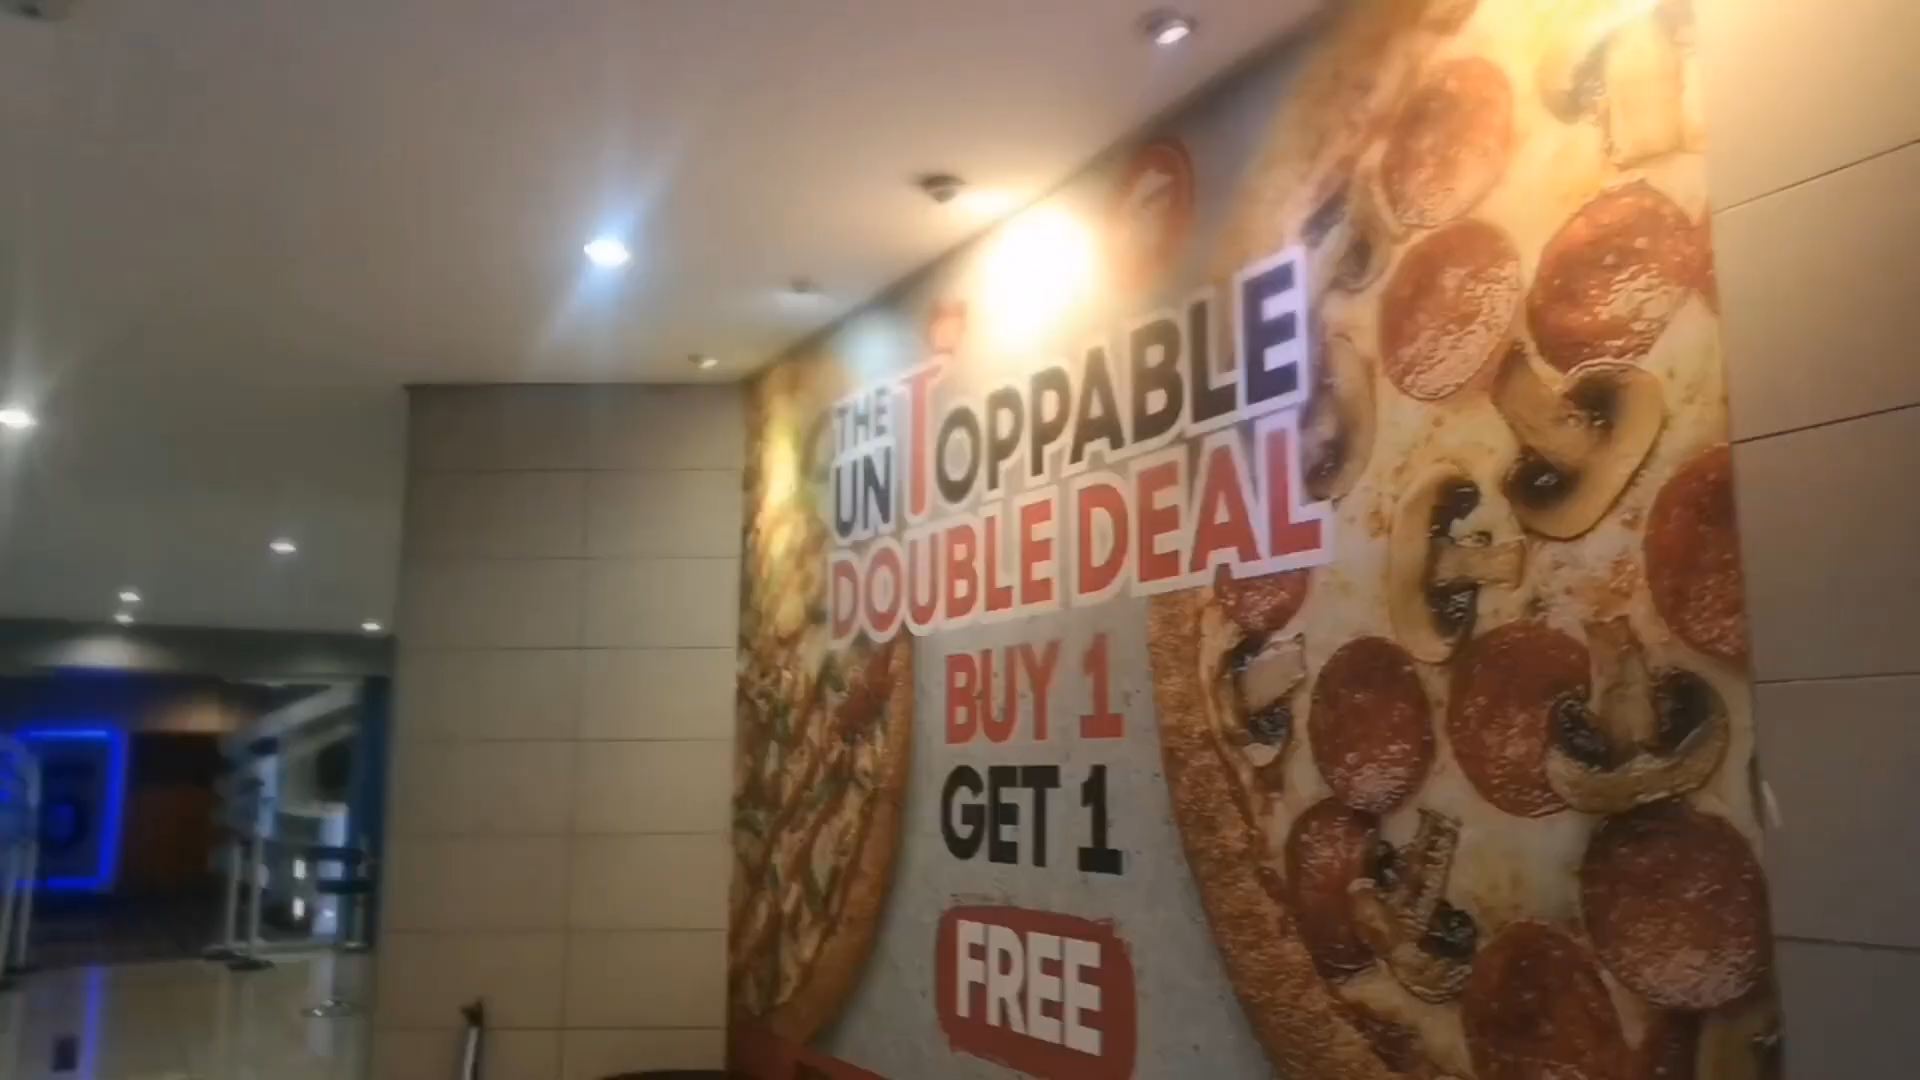 THE
UNTOPPABLE
DOUBLE DEAL
BUY 1
GET 1
FREE